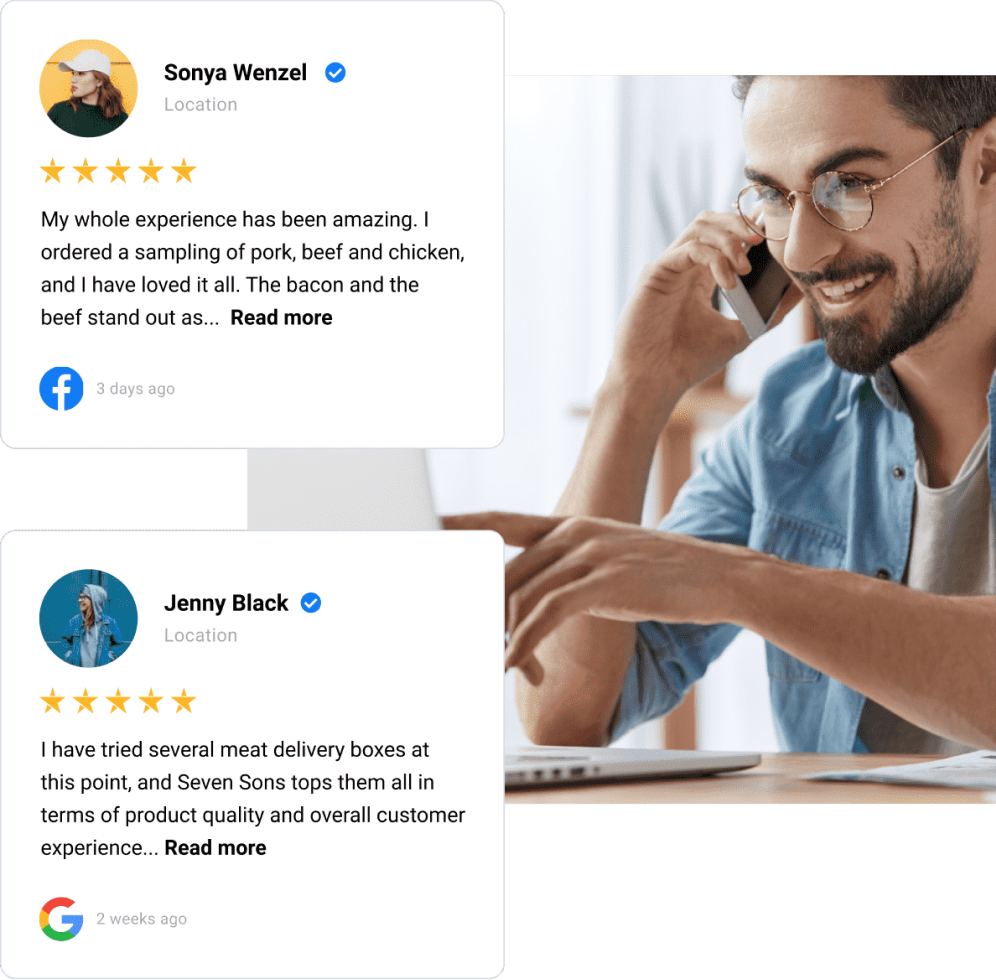 Sonya Wenzel
Location
My whole experience has been amazing. I
ordered a sampling of pork, beef and chicken,
and I have loved it all. The bacon and the
beef stand out as... Read more
3 days ago
Jenny Black
Location
I have tried several meat delivery boxes at
this point, and Seven Sons tops them all in
terms of product quality and overall customer
experience... Read more
2 weeks ago